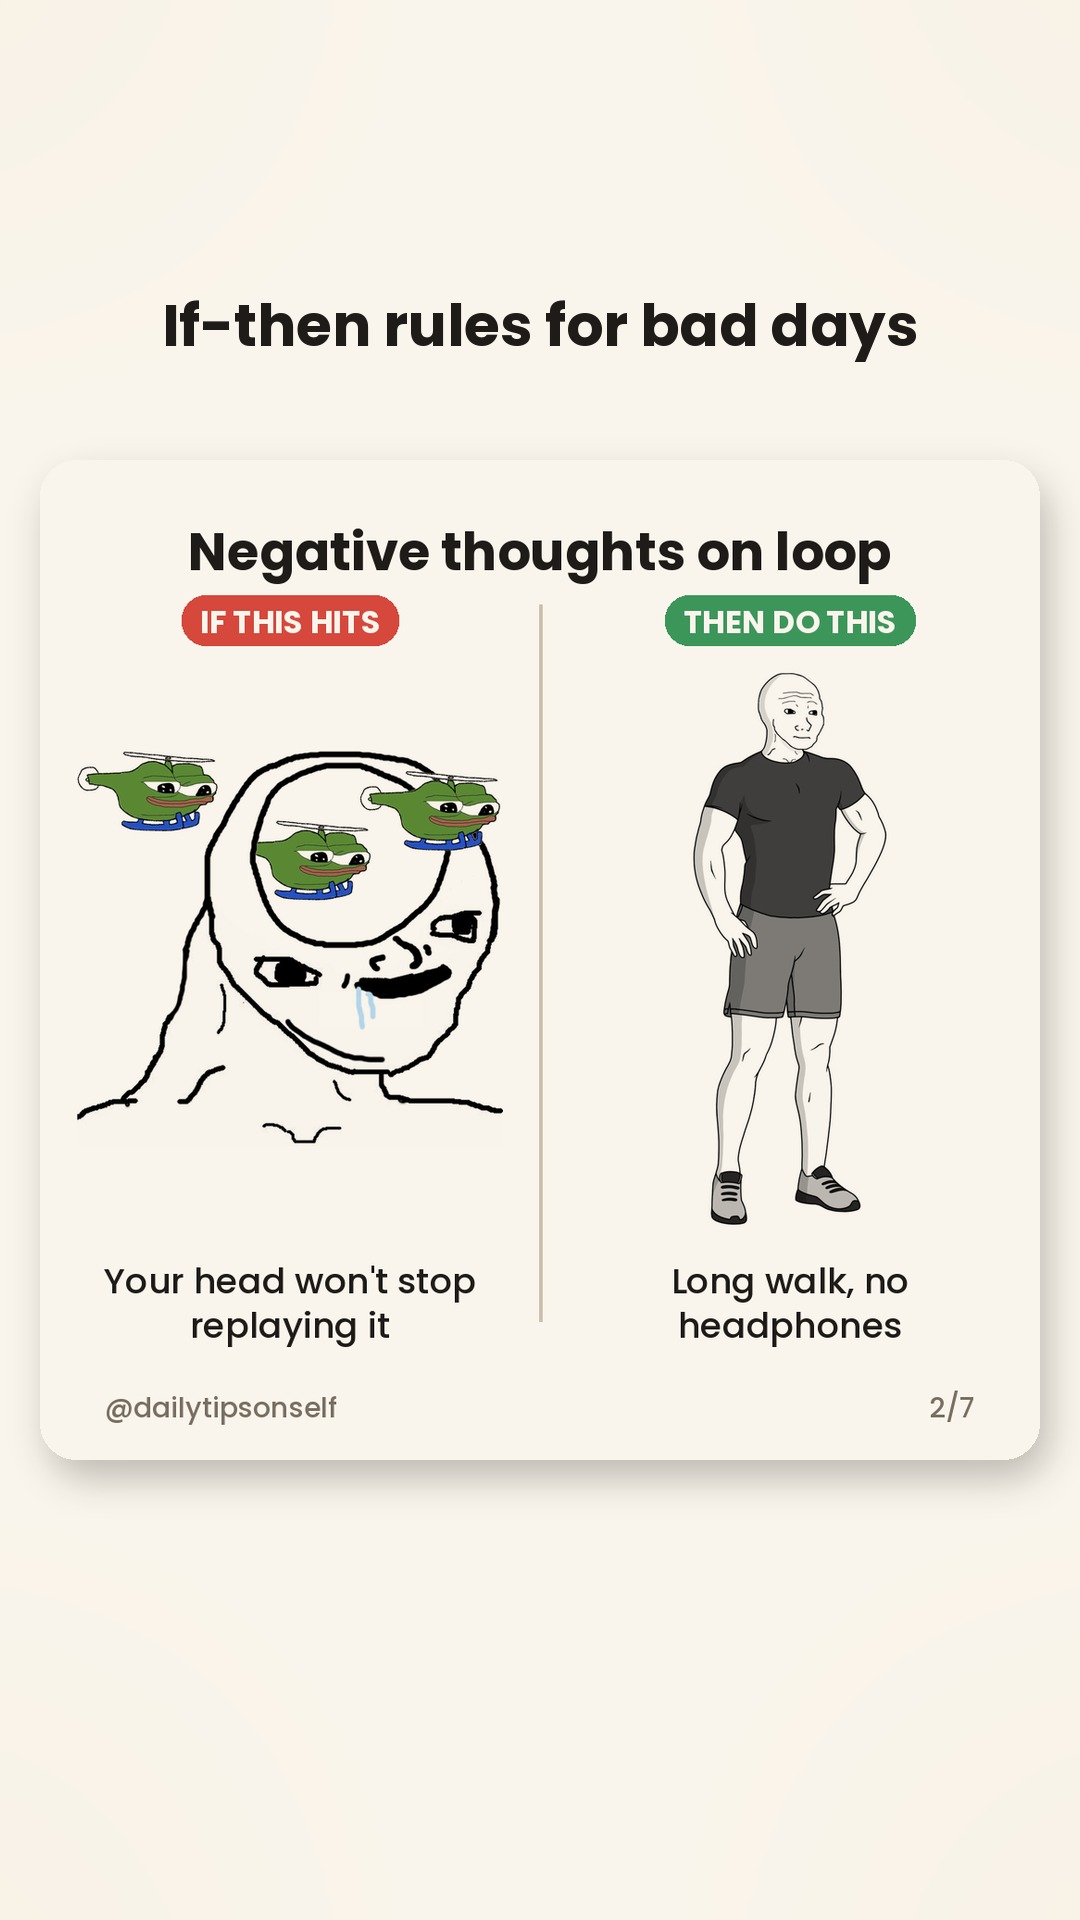 If-then rules for bad days
Negative thoughts on loop
IF THIS HITS
THEN DO THIS
Your head won't stop
replaying it
Long walk, no
headphones
@dailytipsonself
2/7